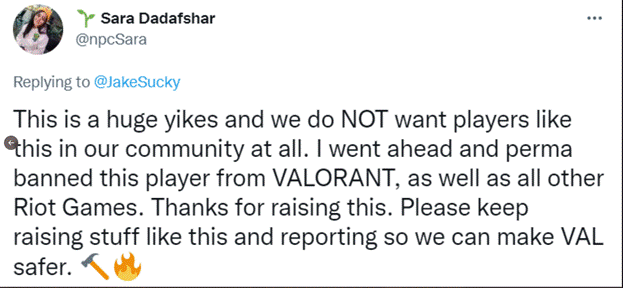 🌱 Sara Dadafshar
@npcSara
Replying to @JakeSucky
This is a huge yikes and we do NOT want players like
this in our community at all. I went ahead and perma
banned this player from VALORANT, as well as all other
Riot Games. Thanks for raising this. Please keep
raising stuff like this and reporting so we can make VAL
safer. 🔨🔥